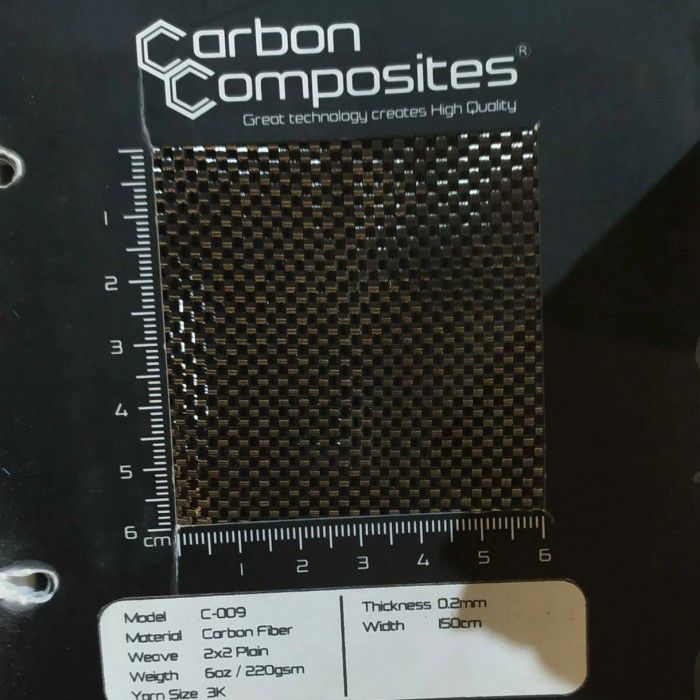 Carbon
Composites®
Great technology creates High Quality
1
2
3
4
5
6
cm
1 2 3 4 5 6
Model C-009
Material Carbon Fiber
Weave 2x2 Plain
Weigth 6oz / 220gsm
Yarn Size 3K
Thickness 0.2mm
Width 150cm